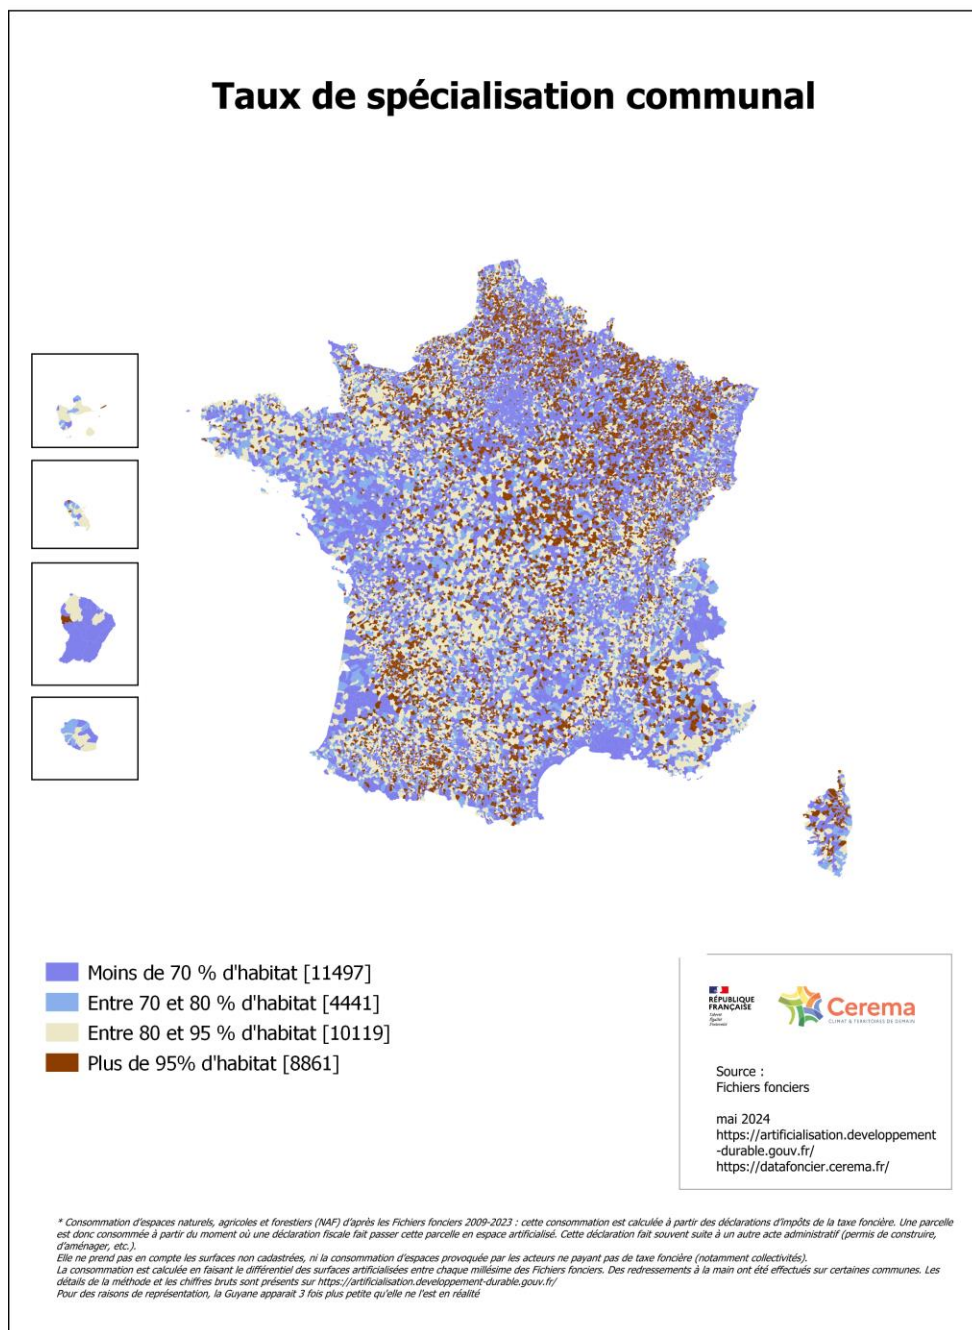 Taux de spécialisation communal
Moins de 70 % d'habitat [11497]
Entre 70 et 80 % d'habitat [4441]
Entre 80 et 95 % d'habitat [10119]
Plus de 95% d'habitat [8861]
RÉPUBLIQUE
FRANÇAISE
Liberté
Égalité
Fraternité
Cerema
CLIMAT & TERRITOIRES DE DEMAIN
Source :
Fichiers fonciers
mai 2024
https://artificialisation.developpement
-durable.gouv.fr/
https://datafoncier.cerema.fr/
* Consommation d'espaces naturels, agricoles et forestiers (NAF) d'après les Fichiers fonciers 2009-2023 : cette consommation est calculée à partir des déclarations d'impôts de la taxe foncière. Une parcelle
est donc consommée à partir du moment où une déclaration fiscale fait passer cette parcelle en espace artificialisé. Cette déclaration fait souvent suite à un autre acte administratif (permis de construire,
d'aménager, etc.).
Elle ne prend pas en compte les surfaces non cadastrées, ni la consommation d'espaces provoquée par les acteurs ne payant pas de taxe foncière (notamment collectivités).
La consommation est calculée en faisant le différentiel des surfaces artificialisées entre chaque millésime des Fichiers fonciers. Des redressements à la main ont été effectués sur certaines communes. Les
détails de la méthode et les chiffres bruts sont présents sur https://artificialisation.developpement-durable.gouv.fr/
Pour des raisons de représentation, la Guyane apparait 3 fois plus petite qu'elle ne l'est en réalité